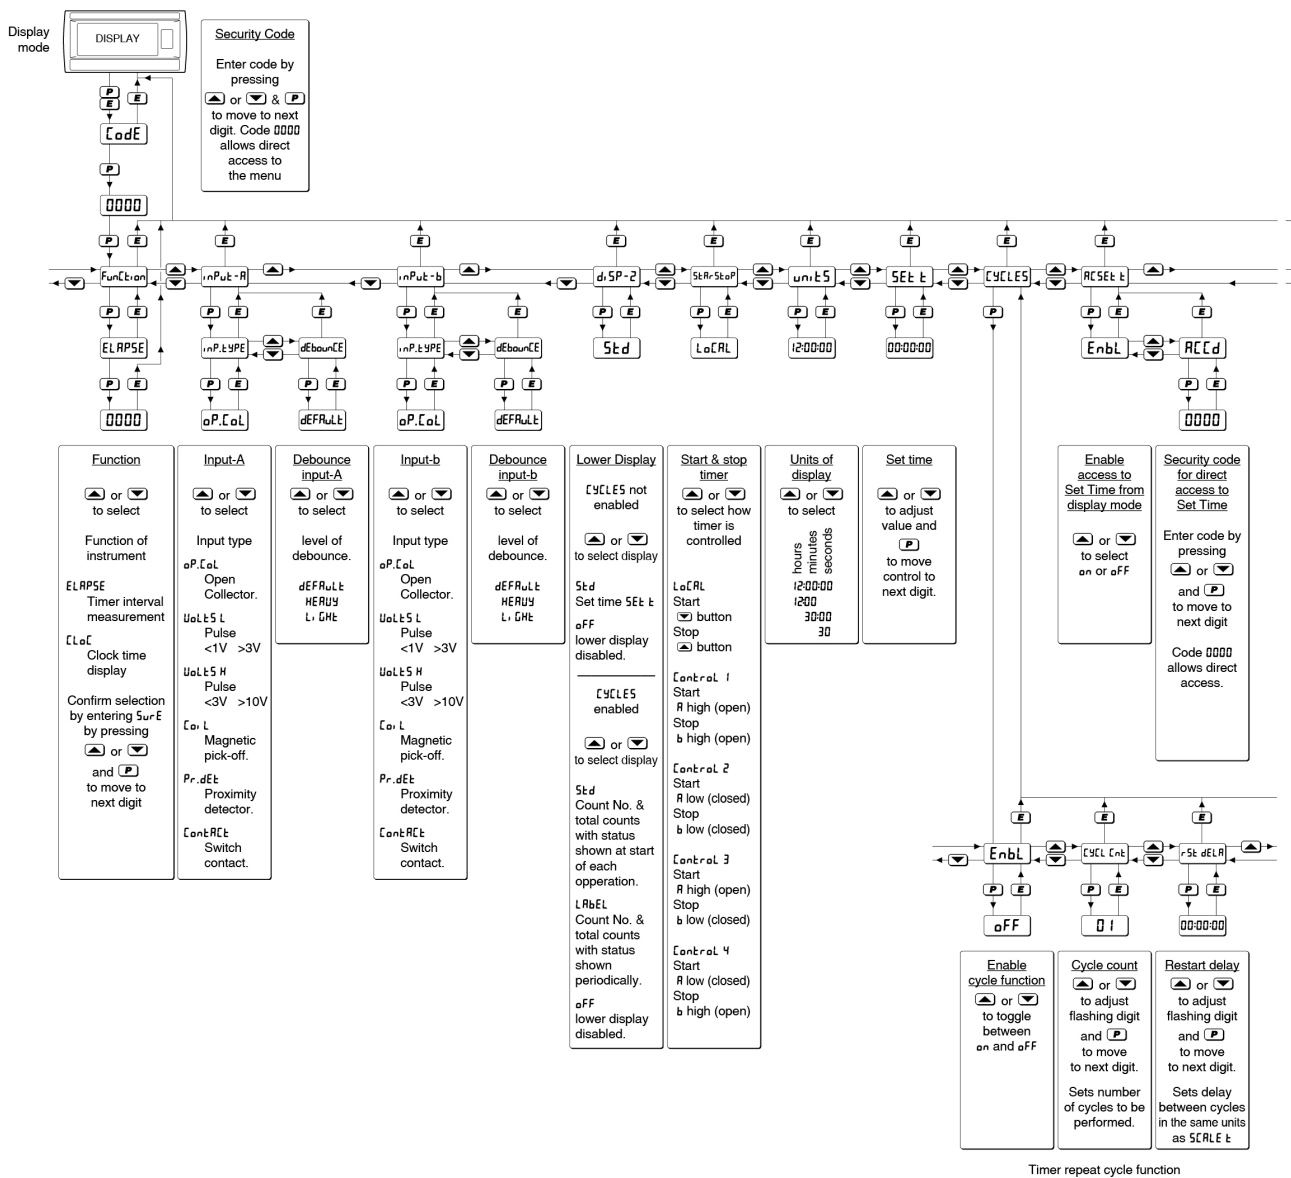 Display
mode
DISPLAY
P
E
E
CodE
P
0000
Security Code
Enter code by
pressing
or & P
to move to next
digit. Code 0000
allows direct
access to
the menu
P E E E E E E E E E
FunCtion
inPut-A
inPut-b
diSP-2
StArStoP
unitS
SEt t
CYCLES
ACSEt t
P E P E E P E E P E P E P E P E P P E E
ELAPSE
inP.tYPE
dEbounCE
inP.tYPE
dEbounCE
Std
LoCAL
12:00:00
00:00:00
EnbL
ACCd
P E P E P E P E P E P E
0000
oP.CoL
dEFAuLt
oP.CoL
dEFAuLt
0000
Function
or
to select
Function of
instrument
ELAPSE
Timer interval
measurement
CLoC
Clock time
display
Confirm selection
by entering SurE
by pressing
or
and P
to move to
next digit
Input-A
or
to select
Input type
oP.CoL
Open
Collector.
VoLtS L
Pulse
<1V >3V
VoLtS H
Pulse
<3V >10V
Coi L
Magnetic
pick-off.
Pr.dEt
Proximity
detector.
ContACt
Switch
contact.
Debounce
input-A
or
to select
level of
debounce.
dEFAuLt
HEAVY
LiGHt
Input-b
or
to select
Input type
oP.CoL
Open
Collector.
VoLtS L
Pulse
<1V >3V
VoLtS H
Pulse
<3V >10V
Coi L
Magnetic
pick-off.
Pr.dEt
Proximity
detector.
ContACt
Switch
contact.
Debounce
input-b
or
to select
level of
debounce.
dEFAuLt
HEAVY
LiGHt
Lower Display
CYCLES not
enabled
or
to select display
Std
Set time SEt t
oFF
lower display
disabled.
CYCLES
enabled
or
to select display
Std
Count No. &
total counts
with status
shown at start
of each
opperation.
LAbEL
Count No. &
total counts
with status
shown
periodically.
oFF
lower display
disabled.
Start & stop
timer
or
to select how
timer is
controlled
LoCAL
Start
button
Stop
button
ControL 1
Start
A high (open)
Stop
b high (open)
ControL 2
Start
A low (closed)
Stop
b low (closed)
ControL 3
Start
A high (open)
Stop
b low (closed)
ControL 4
Start
A low (closed)
Stop
b high (open)
Units of
display
or
to select
hours
minutes
seconds
12:00:00
12:00
30:00
30
Set time
or
to adjust
value and
P
to move
control to
next digit.
Enable
access to
Set Time from
display mode
or
to select
on or oFF
Security code
for direct
access to
Set Time
Enter code by
pressing
or
and P
to move to
next digit
Code 0000
allows direct
access.
E E E
EnbL
CYCL Cnt
rSt dELA
P E P E P E
oFF
01
00:00:00
Enable
cycle function
or
to toggle
between
on and oFF
Cycle count
or
to adjust
flashing digit
and P
to move
to next digit.
Sets number
of cycles to be
performed.
Restart delay
or
to adjust
flashing digit
and P
to move
to next digit.
Sets delay
between cycles
in the same units
as SCALE t
Timer repeat cycle function